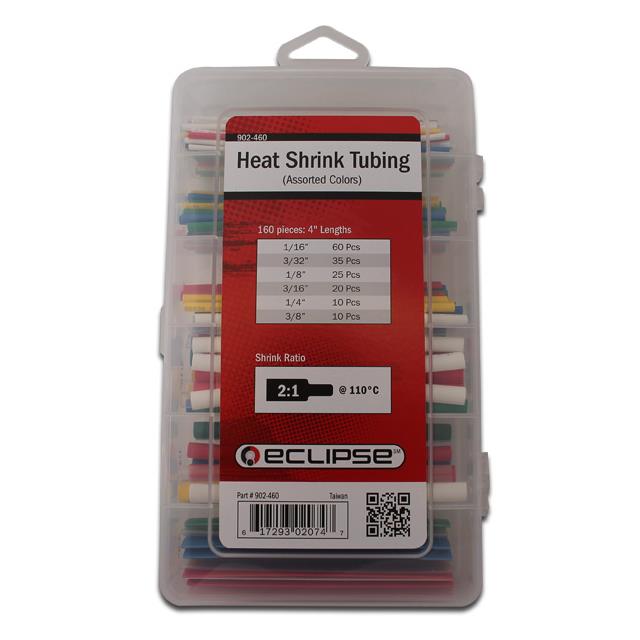 902-460
Heat Shrink Tubing
(Assorted Colors)
160 pieces: 4" Lengths
1/16" 60 Pcs
3/32" 35 Pcs
1/8" 25 Pcs
3/16" 20 Pcs
1/4" 10 Pcs
3/8" 10 Pcs
Shrink Ratio
2:1 @ 110°C
ECLIPSE SM
Part # 902-460 Taiwan
6 17293 02074 7